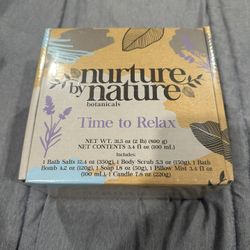 nurture
by nature
botanicals
Time to Relax
NET WT. 31.3 oz (2 lb) (890 g)
NET CONTENTS 3.4 fl oz (100 mL)
Includes:
1 Bath Salts 12.4 oz (350g), 1 Body Scrub 5.3 oz (150g), 1 Bath
Bomb 4.2 oz (120g), 1 Soap 1.8 oz (50g), 1 Pillow Mist 3.4 fl oz
(100 mL), 1 Candle 7.8 oz (220g)